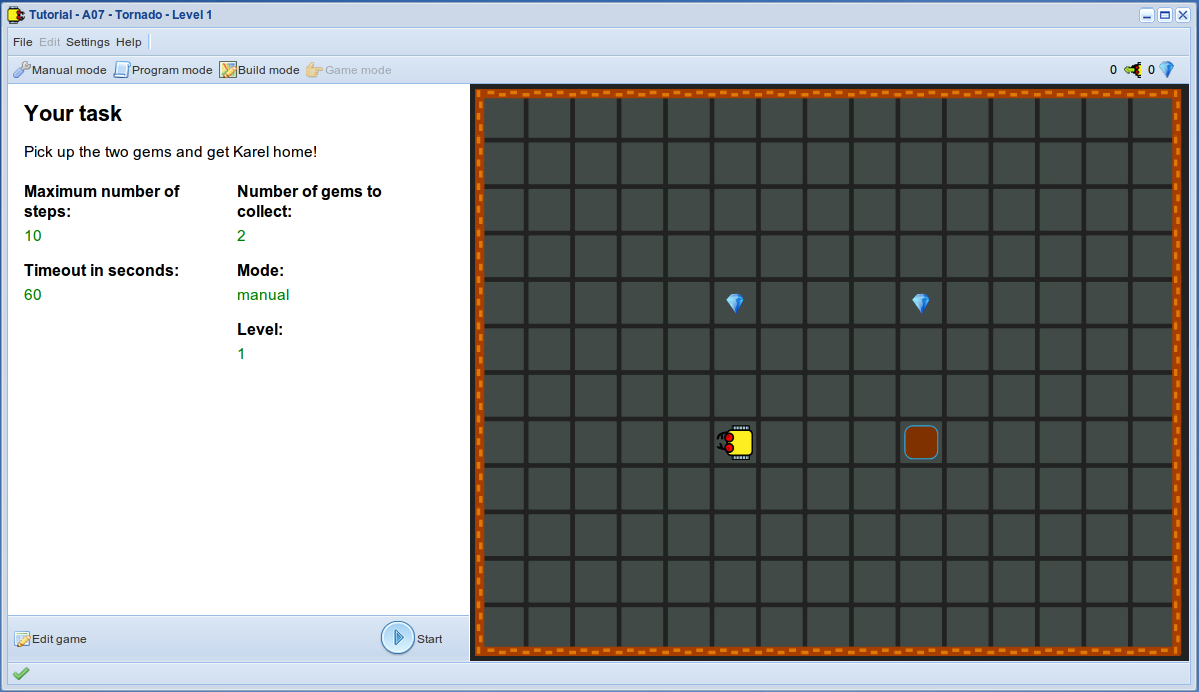 Tutorial - A07 - Tornado - Level 1
File Edit Settings Help
Manual mode Program mode Build mode Game mode 0 0
Your task
Pick up the two gems and get Karel home!
Maximum number of steps:
10
Number of gems to collect:
2
Timeout in seconds:
60
Mode:
manual
Level:
1
Edit game
Start